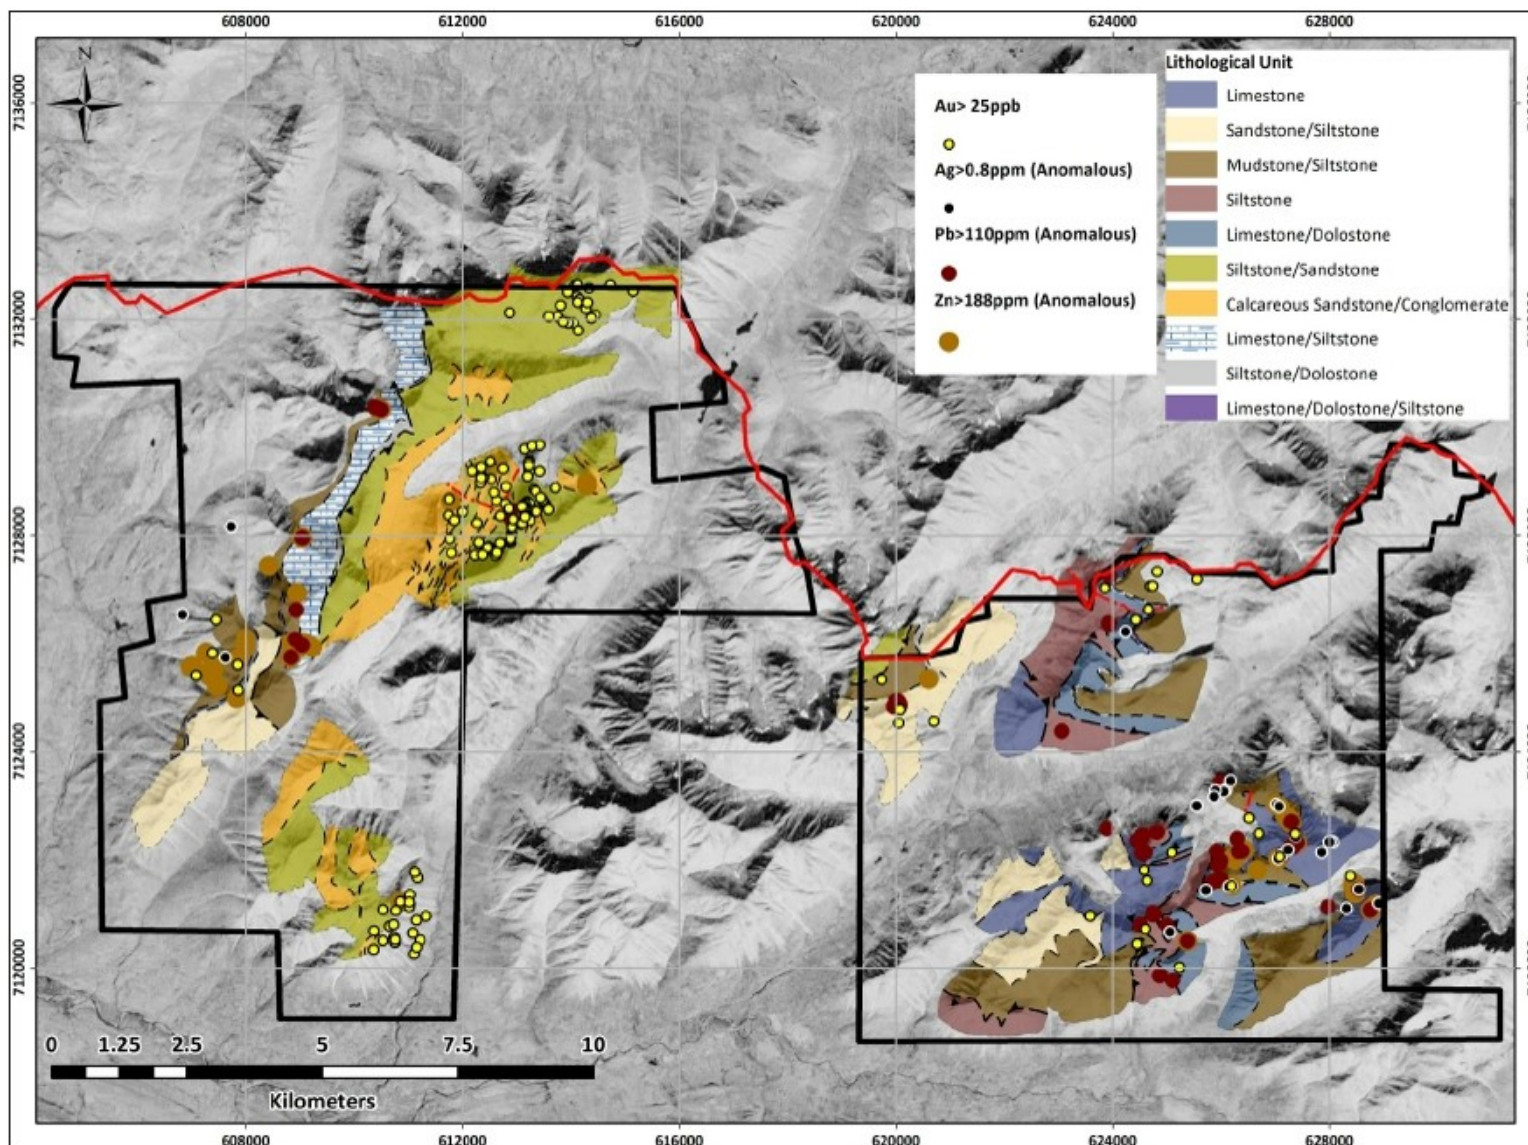 608000 612000 616000 620000 624000 628000
N
Lithological Unit
Limestone
Sandstone/Siltstone
Mudstone/Siltstone
Siltstone
Limestone/Dolostone
Siltstone/Sandstone
Calcareous Sandstone/Conglomerate
Limestone/Siltstone
Siltstone/Dolostone
Limestone/Dolostone/Siltstone
Au> 25ppb
Ag>0.8ppm (Anomalous)
Pb>110ppm (Anomalous)
Zn>188ppm (Anomalous)
7136000
7132000
7128000
7124000
7120000
0 1.25 2.5 5 7.5 10
Kilometers
608000 612000 616000 620000 624000 628000